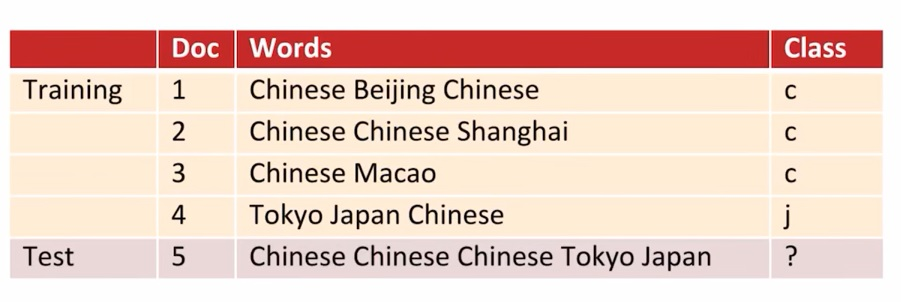 Doc Words Class
Training 1 Chinese Beijing Chinese c
2 Chinese Chinese Shanghai c
3 Chinese Macao c
4 Tokyo Japan Chinese j
Test 5 Chinese Chinese Chinese Tokyo Japan ?